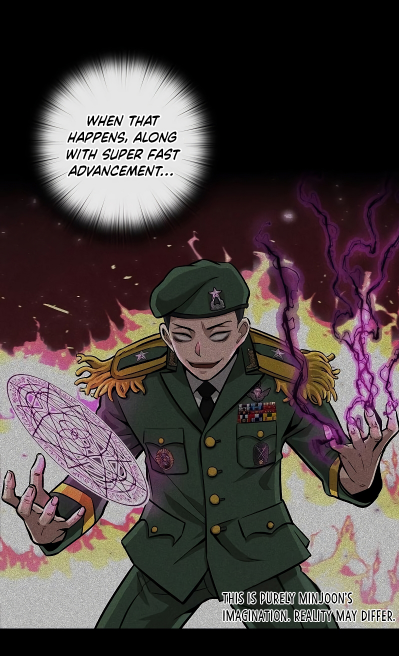 WHEN THAT
HAPPENS, ALONG
WITH SUPER FAST
ADVANCEMENT...
THIS IS PURELY MINJOON'S
IMAGINATION. REALITY MAY DIFFER.